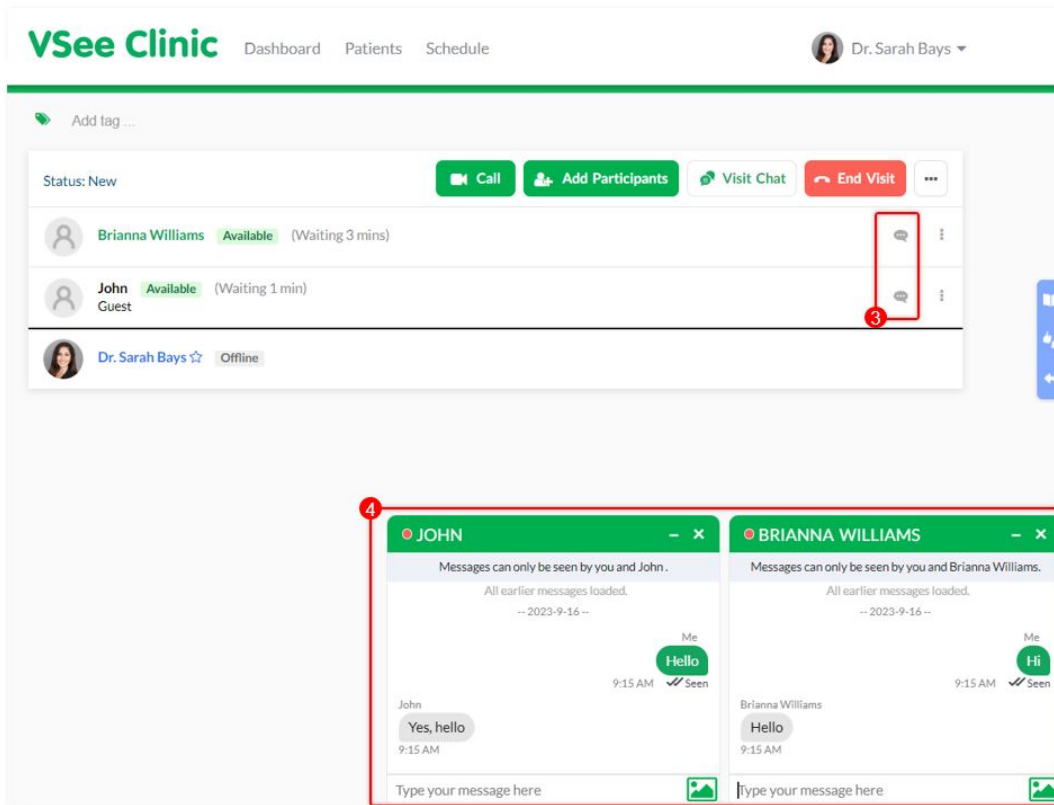 VSee Clinic Dashboard Patients Schedule Dr. Sarah Bays
Add tag ...
Status: New Call Add Participants Visit Chat End Visit
Brianna Williams Available (Waiting 3 mins)
John Available (Waiting 1 min)
Guest
3
Dr. Sarah Bays Offline
4
JOHN
Messages can only be seen by you and John .
All earlier messages loaded.
-- 2023-9-16 --
Me
Hello
9:15 AM Seen
John
Yes, hello
9:15 AM
Type your message here
BRIANNA WILLIAMS
Messages can only be seen by you and Brianna Williams.
All earlier messages loaded.
-- 2023-9-16 --
Me
Hi
9:15 AM Seen
Brianna Williams
Hello
9:15 AM
Type your message here